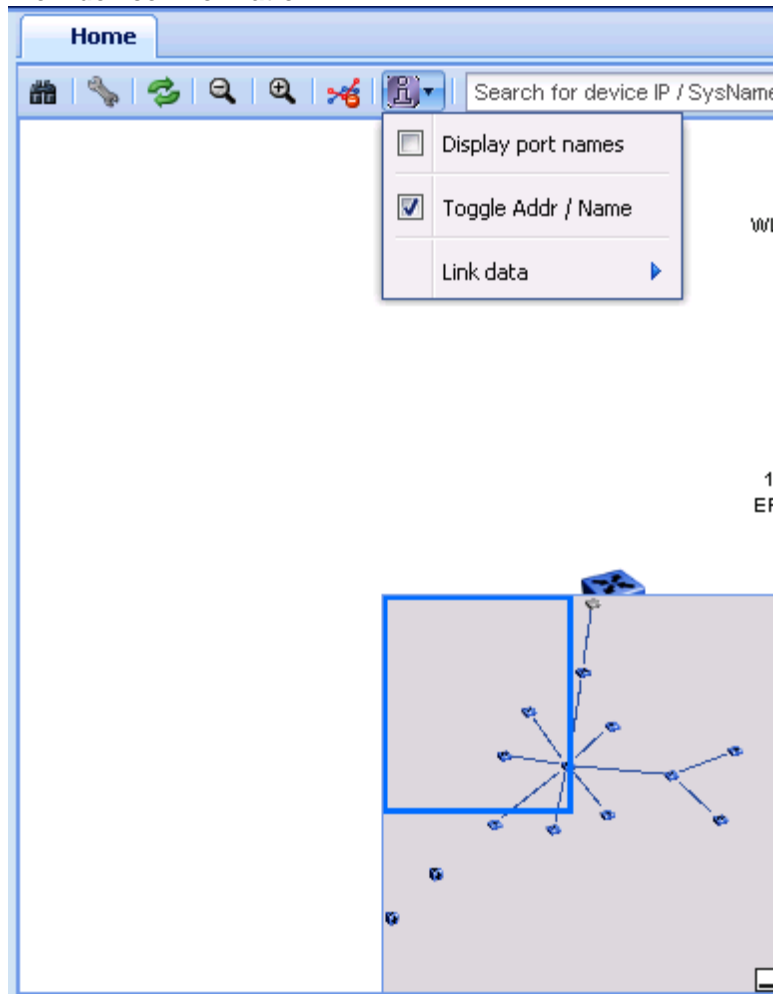 Home
Search for device IP / SysName
Display port names
Toggle Addr / Name
Link data